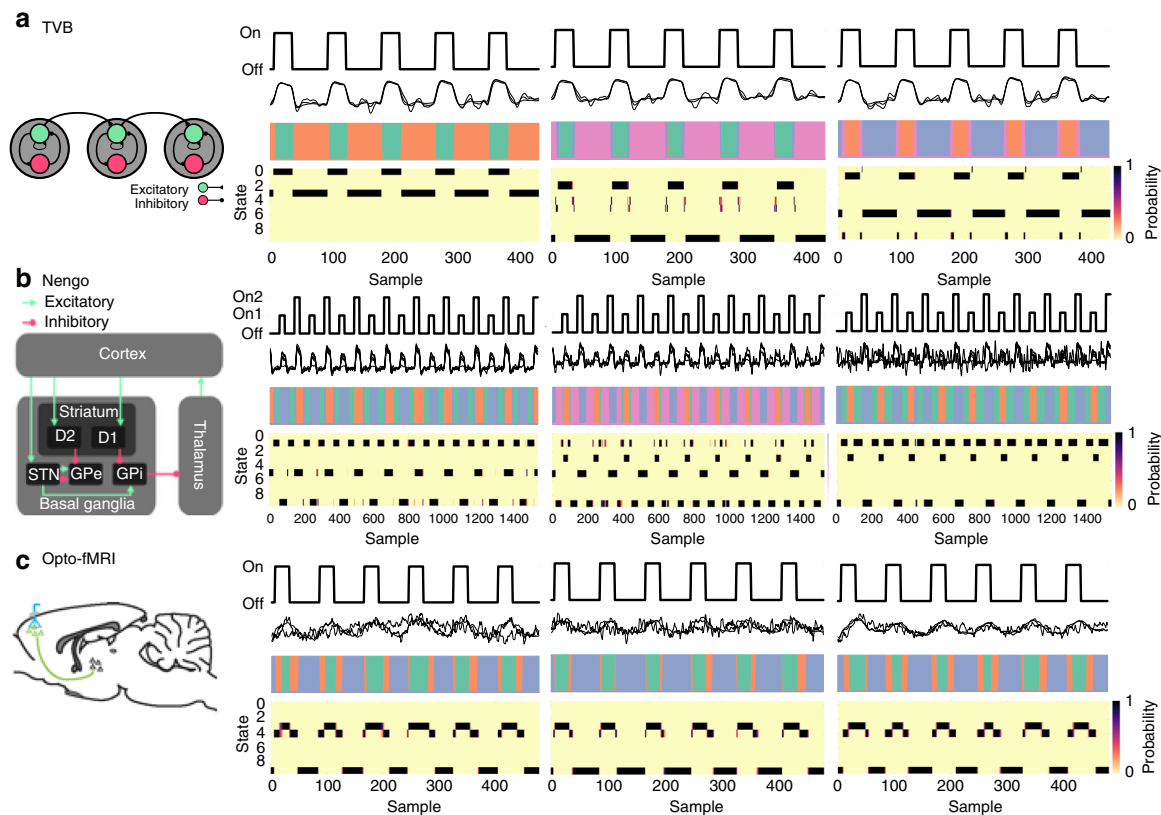 a TVB
On
Off
Excitatory
Inhibitory
State
0
2
4
6
8
0 100 200 300 400
0 100 200 300 400
0 100 200 300 400
Sample
Sample
Sample
1
0
Probability
b Nengo
Excitatory
Inhibitory
Cortex
Striatum
D2 D1
STN GPe GPi
Basal ganglia
Thalamus
On2
On1
Off
State
0
2
4
6
8
0 200 400 600 800 1000 1400
0 200 400 600 800 1000 1400
0 200 400 600 800 1000 1400
Sample
Sample
Sample
1
0
Probability
c Opto-fMRI
On
Off
State
0
2
4
6
8
0 100 200 300 400
0 100 200 300 400
0 100 200 300 400
Sample
Sample
Sample
1
0
Probability